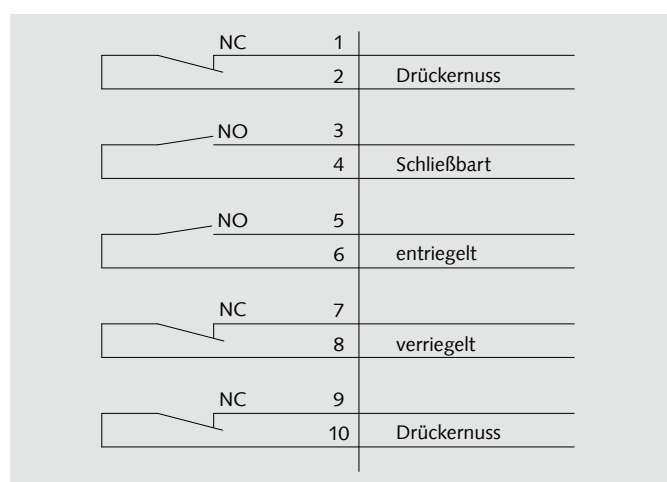 NC 1
2 Drückernuss
NO 3
4 Schließbart
NO 5
6 entriegelt
NC 7
8 verriegelt
NC 9
10 Drückernuss